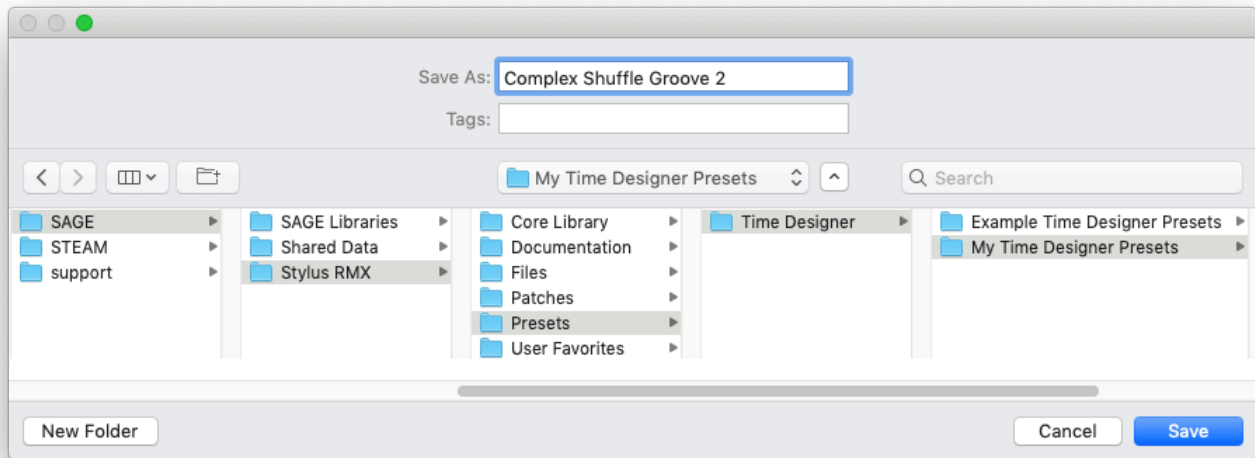 Save As: Complex Shuffle Groove 2
Tags:
My Time Designer Presets
Search
SAGE
STEAM
support
SAGE Libraries
Shared Data
Stylus RMX
Core Library
Documentation
Files
Patches
Presets
User Favorites
Time Designer
Example Time Designer Presets
My Time Designer Presets
New Folder
Cancel
Save